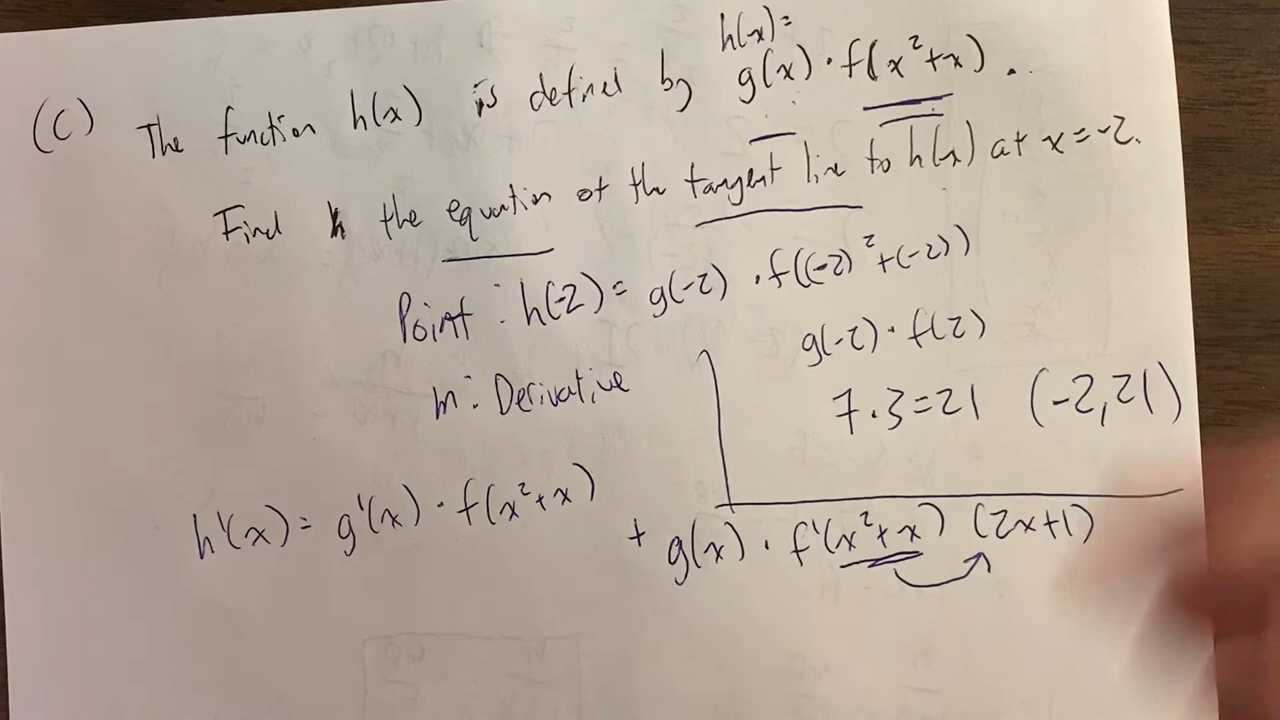 h(x)=
(C) The function h(x) is defined by g(x) · f(x²+x).
Find the equation of the tangent line to h(x) at x=-2.
Point: h(-2)= g(-2) · f((-2)²+(-2))
g(-2) · f(2)
m: Derivative
7·3=21 (-2,21)
h'(x)= g'(x) · f(x²+x)
+ g(x) · f'(x²+x) (2x+1)